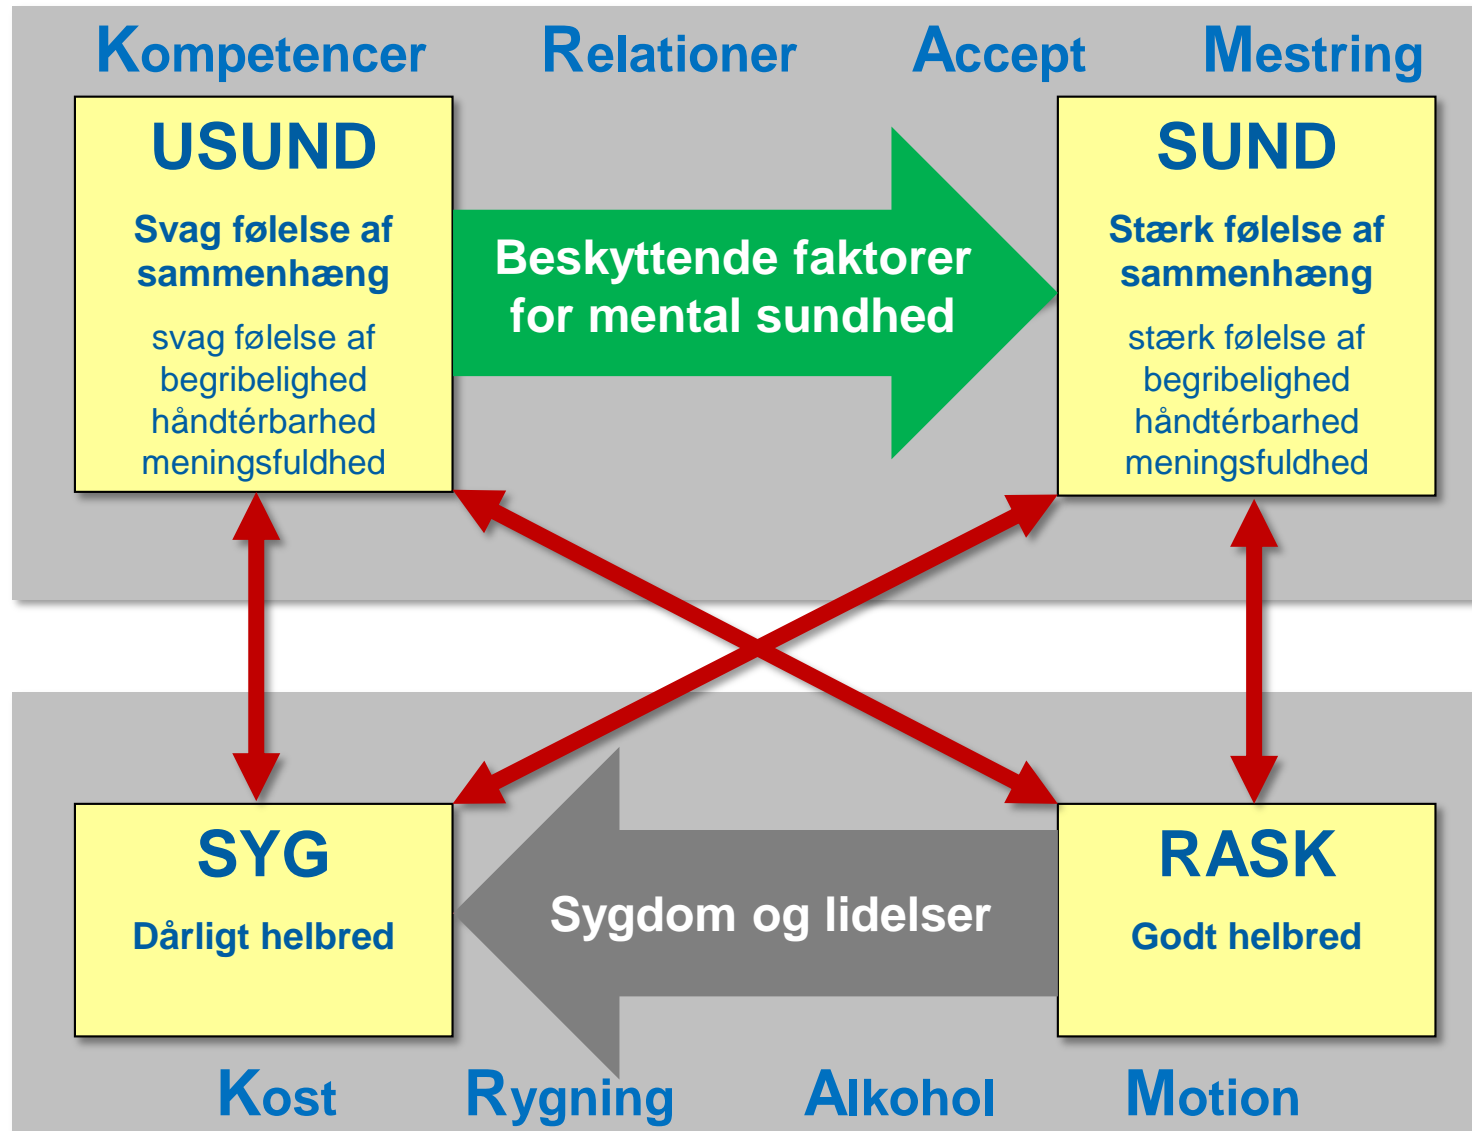 Kompetencer Relationer Accept Mestring
USUND
Svag følelse af
sammenhæng
svag følelse af
begribelighed
håndtérbarhed
meningsfuldhed
Beskyttende faktorer
for mental sundhed
SUND
Stærk følelse af
sammenhæng
stærk følelse af
begribelighed
håndtérbarhed
meningsfuldhed
SYG
Dårligt helbred
Sygdom og lidelser
RASK
Godt helbred
Kost Rygning Alkohol Motion